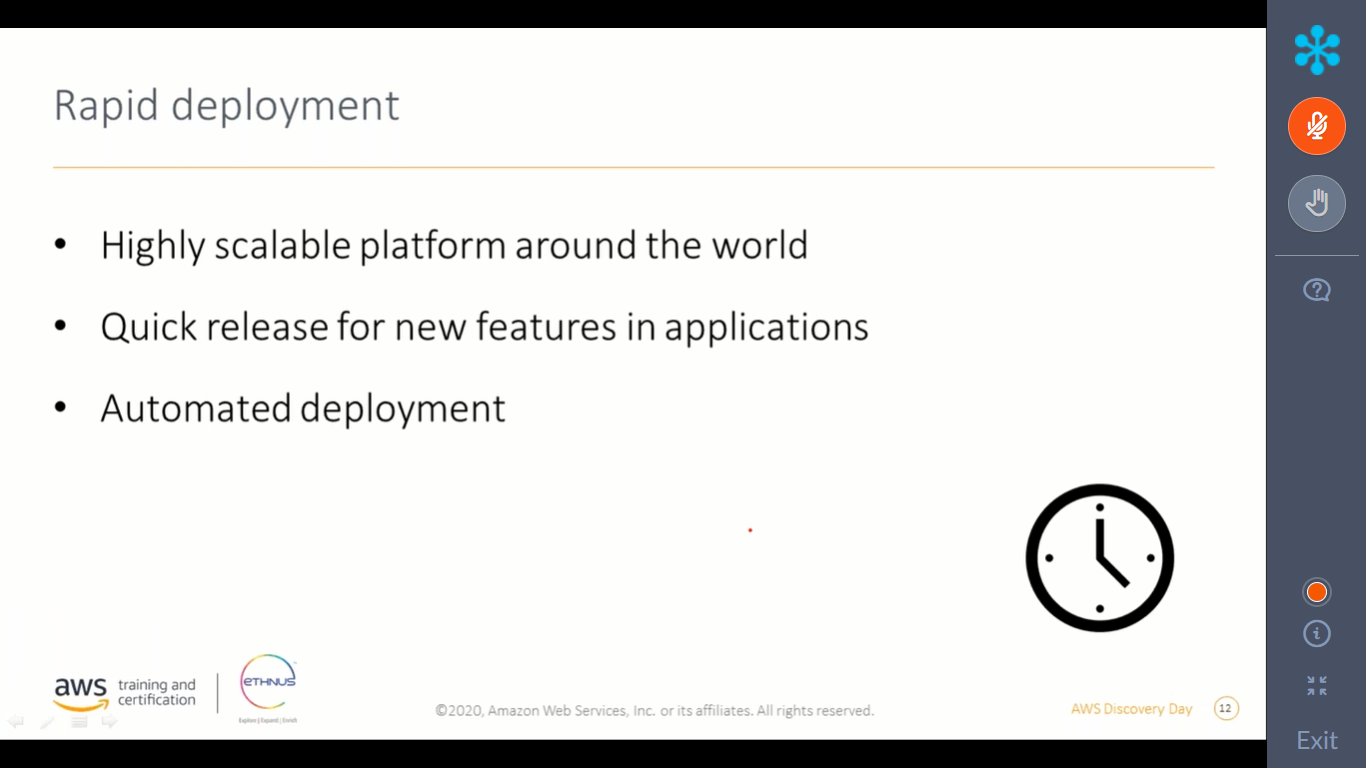 Rapid deployment
• Highly scalable platform around the world
• Quick release for new features in applications
• Automated deployment
aws training and
certification
ETHNUS
Explore | Expand | Enrich
©2020, Amazon Web Services, Inc. or its affiliates. All rights reserved.
AWS Discovery Day 12
Exit